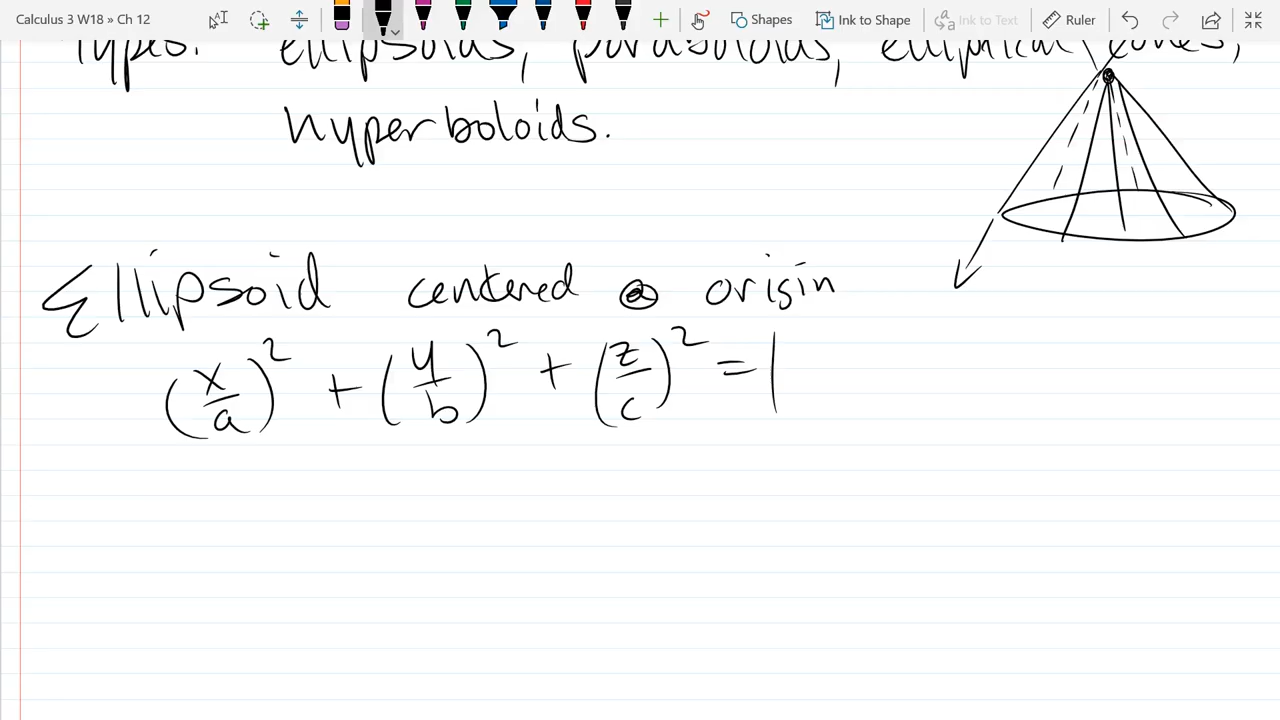 Calculus 3 W18 » Ch 12
Shapes Ink to Shape Ink to Text Ruler
Types: ellipsoids, paraboloids, elliptical cones,
hyperboloids.
Ellipsoid centered @ origin
(x/a)² + (y/b)² + (z/c)² = 1